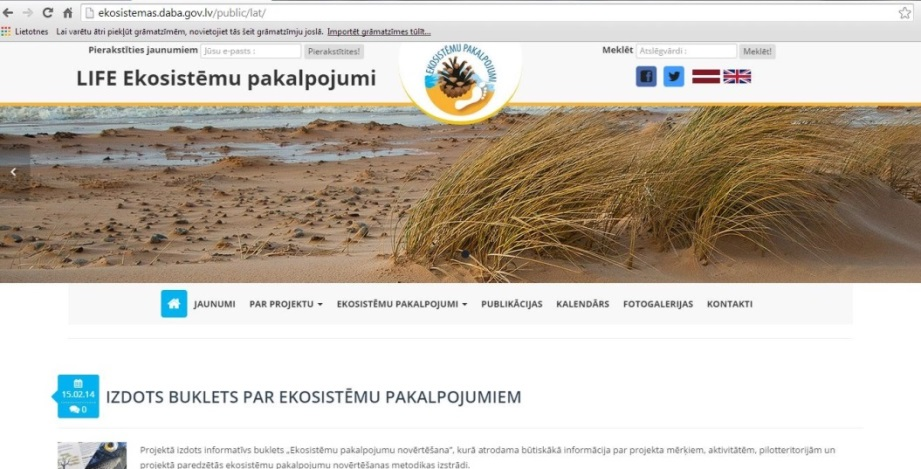 ekosistemas.daba.gov.lv/public/lat/
Lietotnes Lai varētu ātri piekļūt grāmatzīmēm, novietojiet tās šeit grāmatzīmju joslā. Importēt grāmatzīmes tūlīt...
Pierakstīties jaunumiem Jūsu e-pasts : Pierakstītites! Meklēt Atslēgvārdi : Meklēt!
LIFE Ekosistēmu pakalpojumi
EKOSISTĒMU PAKALPOJUMI
JAUNUMI PAR PROJEKTU EKOSISTĒMU PAKALPOJUMI PUBLIKĀCIJAS KALENDĀRS FOTOGALERIJAS KONTAKTI
15.02.14
0
IZDOTS BUKLETS PAR EKOSISTĒMU PAKALPOJUMIEM
Projektā izdots informatīvs buklets „Ekosistēmu pakalpojumu novērtēšana", kurā atrodama būtiskākā informācija par projekta mērķiem, aktivitātēm, pilotteritorijām un
projektā paredzētās ekosistēmu pakalpojumu novērtēšanas metodikas izstrādi.